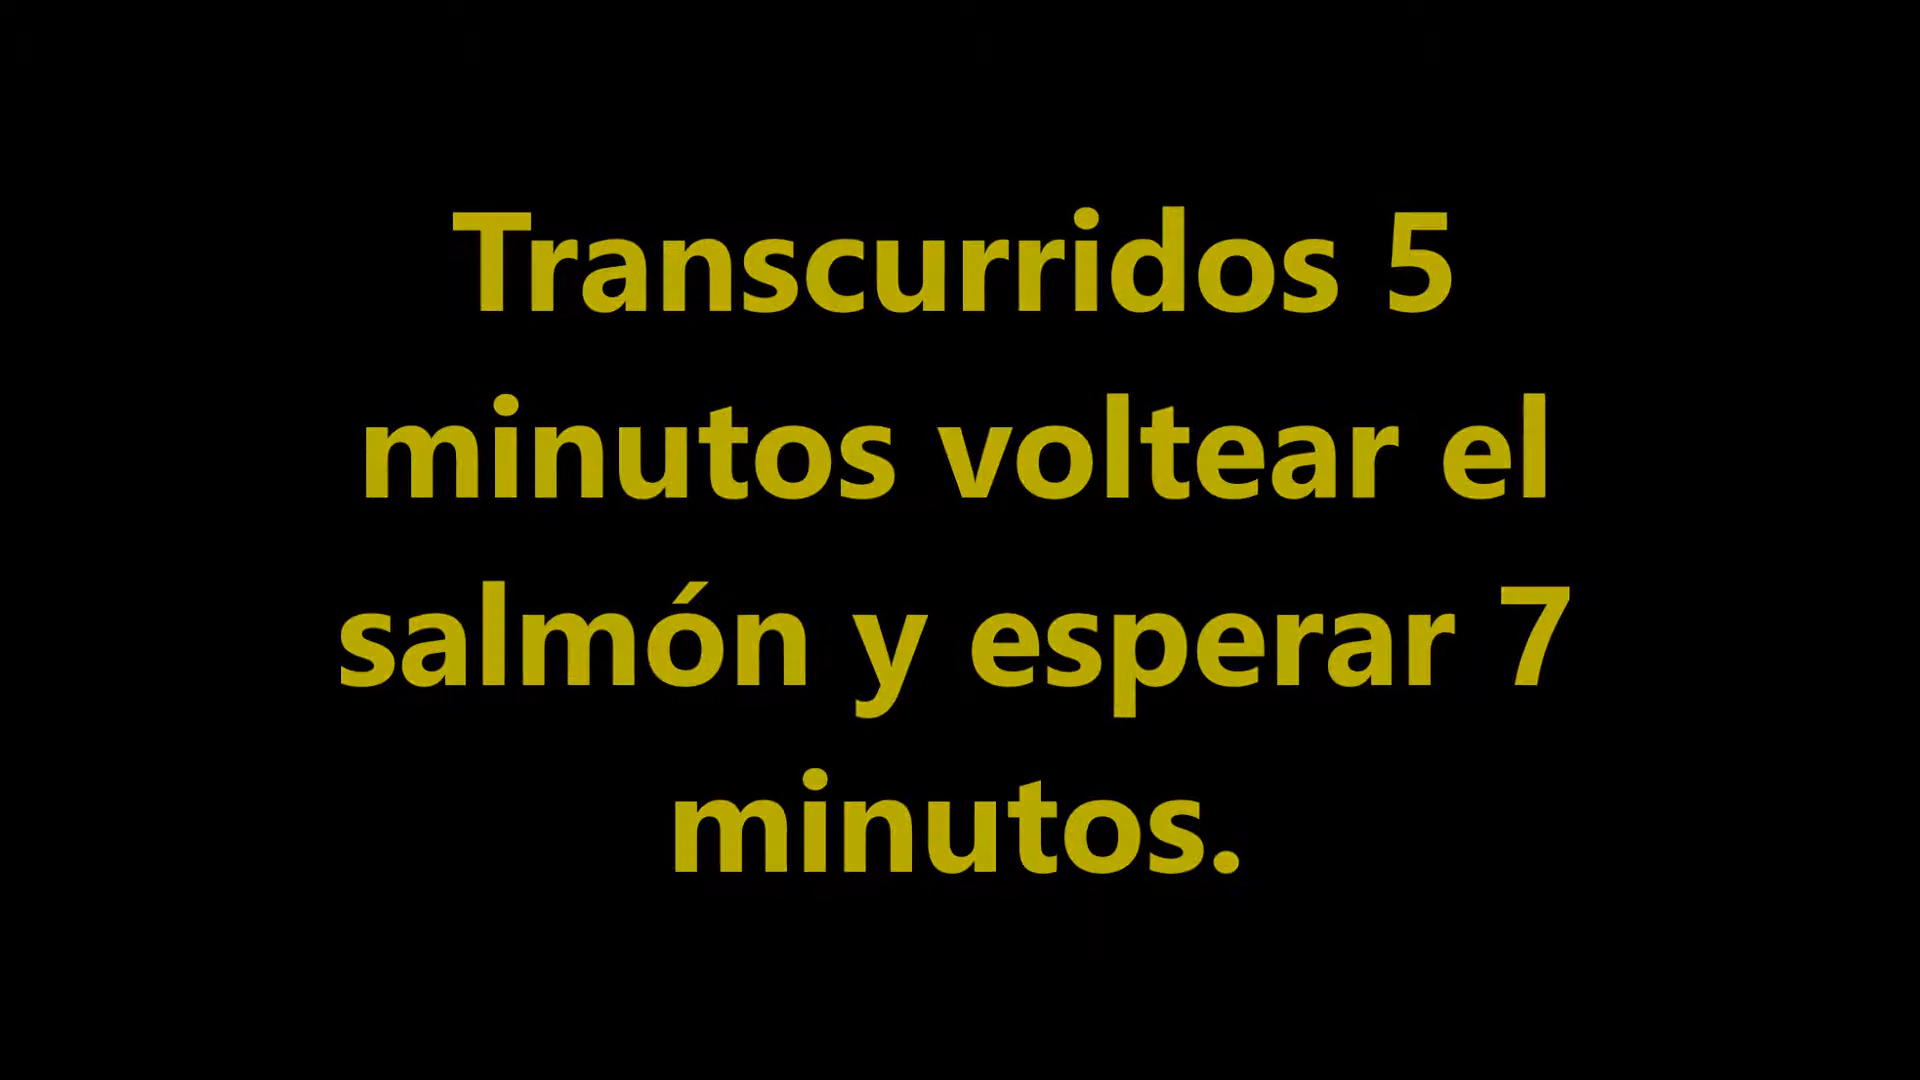 Transcurridos 5
minutos voltear el
salmón y esperar 7
minutos.